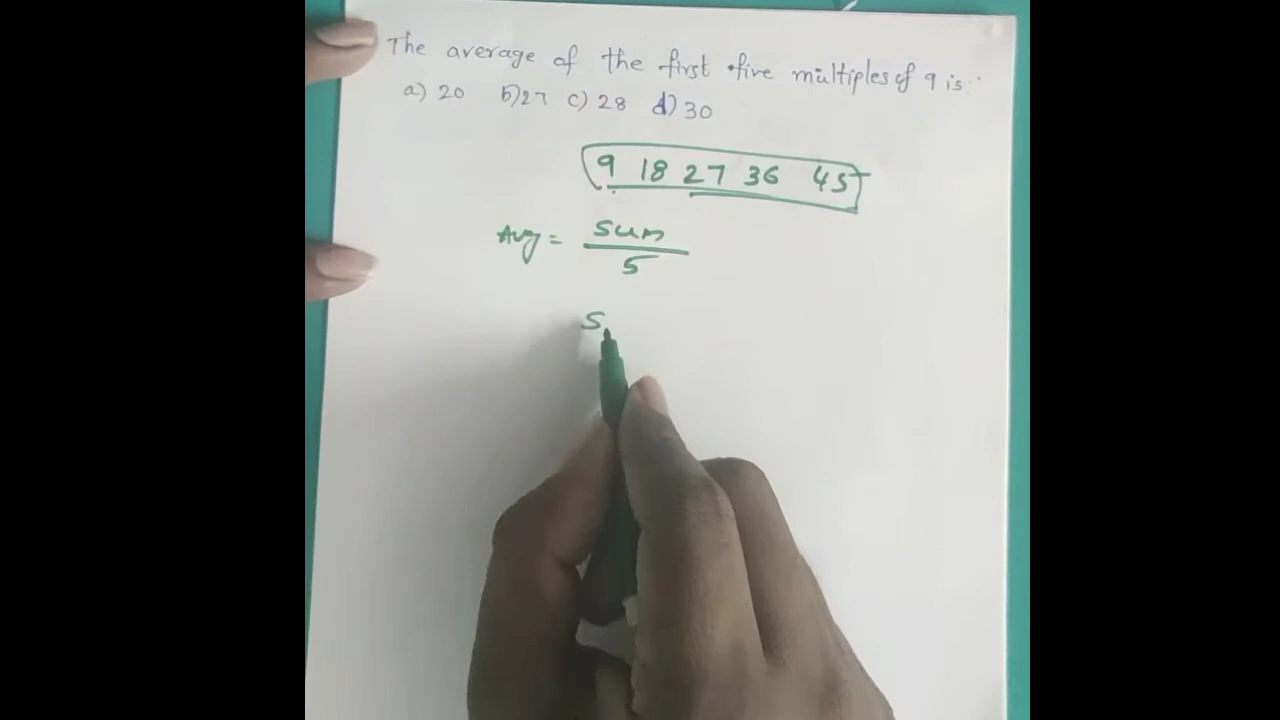 The average of the first five multiples of 9 is:
a) 20 b) 27 c) 28 d) 30
9 18 27 36 45
Avg = sum
5
S